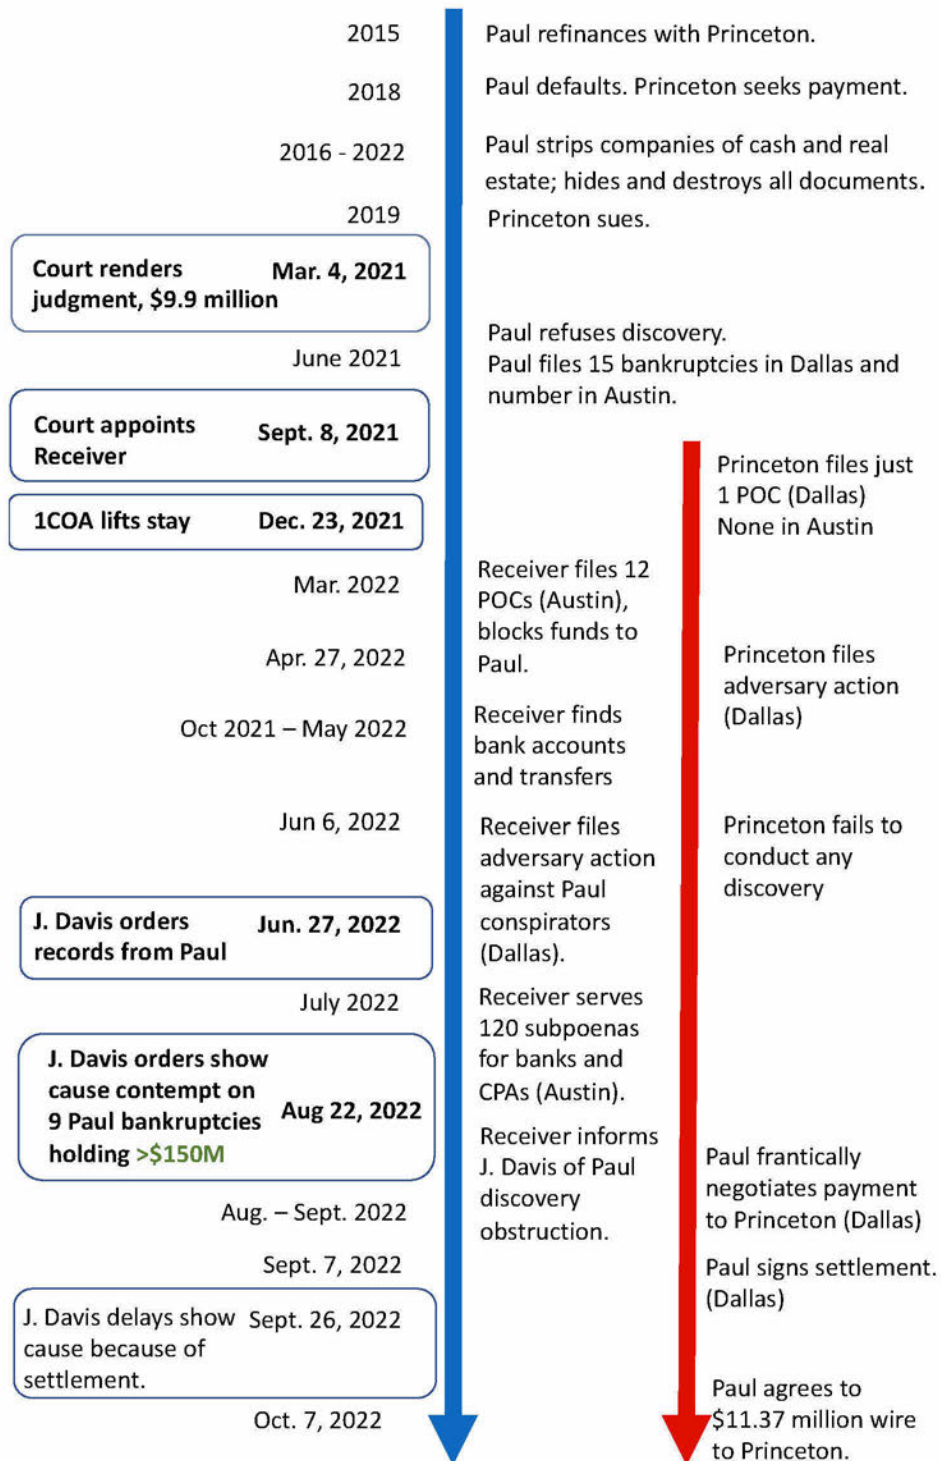 2015
Paul refinances with Princeton.
2018
Paul defaults. Princeton seeks payment.
2016 - 2022
Paul strips companies of cash and real
estate; hides and destroys all documents.
2019
Princeton sues.
Court renders
judgment, $9.9 million
Mar. 4, 2021
June 2021
Paul refuses discovery.
Paul files 15 bankruptcies in Dallas and
number in Austin.
Court appoints
Receiver
Sept. 8, 2021
Princeton files just
1 POC (Dallas)
None in Austin
1COA lifts stay
Dec. 23, 2021
Mar. 2022
Receiver files 12
POCs (Austin),
blocks funds to
Paul.
Apr. 27, 2022
Princeton files
adversary action
(Dallas)
Oct 2021 – May 2022
Receiver finds
bank accounts
and transfers
Jun 6, 2022
Receiver files
adversary action
against Paul
conspirators
(Dallas).
Princeton fails to
conduct any
discovery
J. Davis orders
records from Paul
Jun. 27, 2022
July 2022
Receiver serves
120 subpoenas
for banks and
CPAs (Austin).
J. Davis orders show
cause contempt on
9 Paul bankruptcies
holding >$150M
Aug 22, 2022
Receiver informs
J. Davis of Paul
discovery
obstruction.
Aug. – Sept. 2022
Paul frantically
negotiates payment
to Princeton (Dallas)
Sept. 7, 2022
Paul signs settlement.
(Dallas)
J. Davis delays show
cause because of
settlement.
Sept. 26, 2022
Oct. 7, 2022
Paul agrees to
$11.37 million wire
to Princeton.